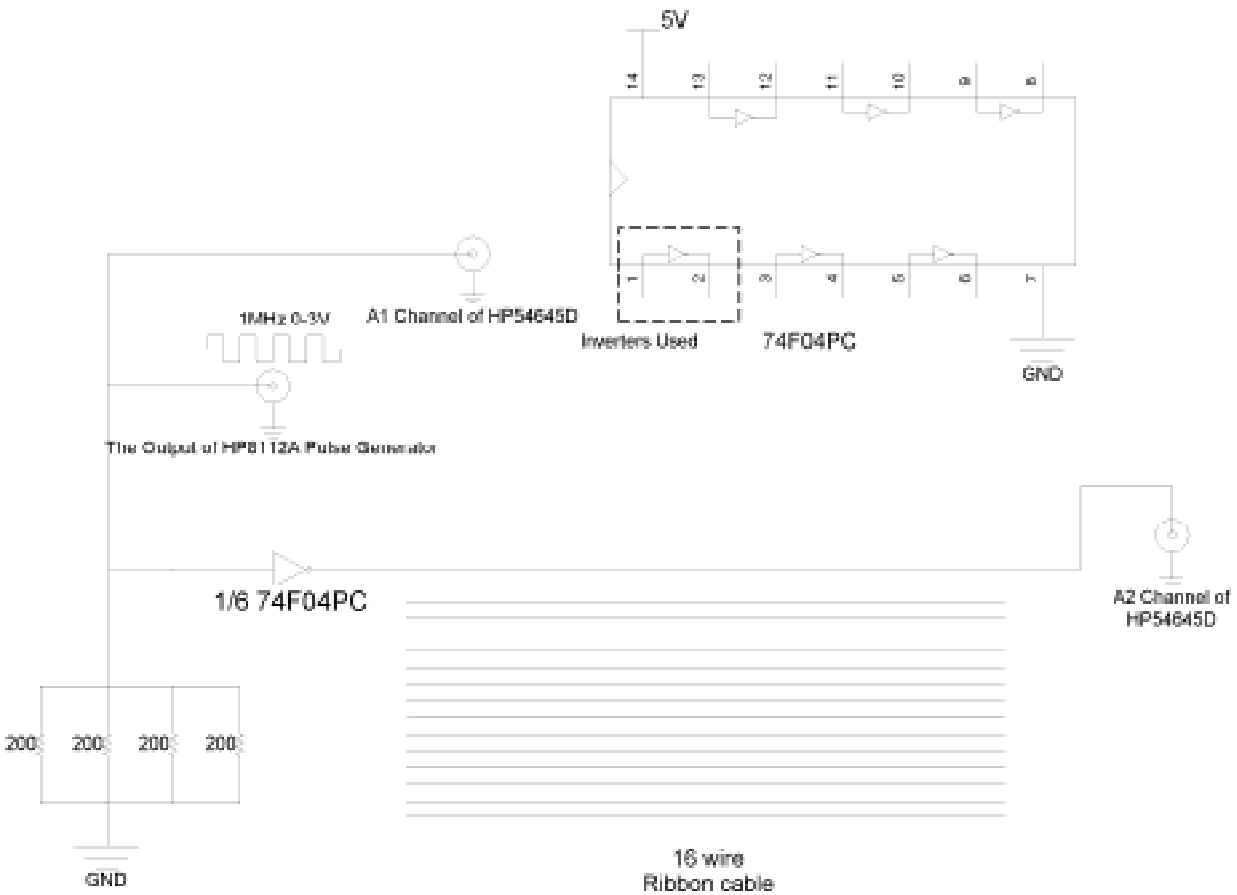 5V
14
13
12
11
10
9
8
1
2
3
4
5
6
7
A1 Channel of HP54645D
1MHz 0-3V
Inverters Used
74F04PC
GND
The Output of HP8112A Pulse Generator
1/6 74F04PC
A2 Channel of
HP54645D
200
200
200
200
GND
16 wire
Ribbon cable